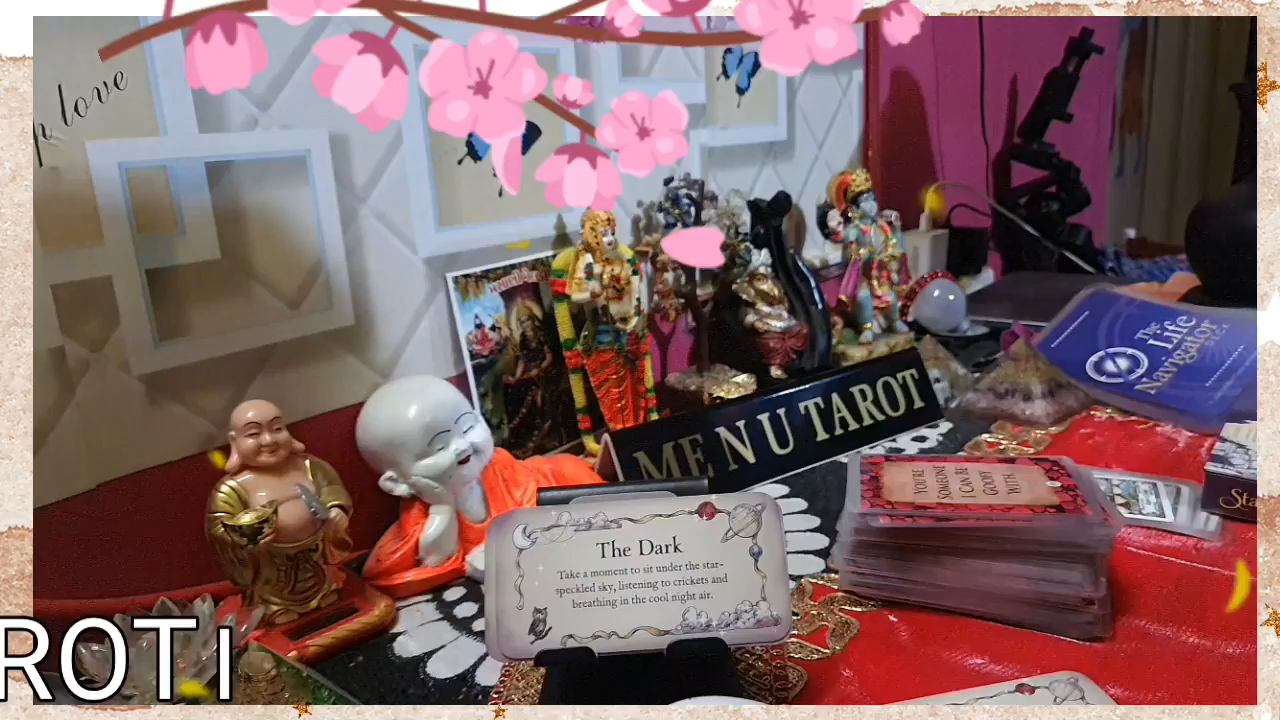 love
The
Life
Navigator
ME N U TAROT
YOU'RE
SOMEONE
I CAN BE
GOOFY
WITH
The Dark
Take a moment to sit under the star-
speckled sky, listening to crickets and
breathing in the cool night air.
ROTI